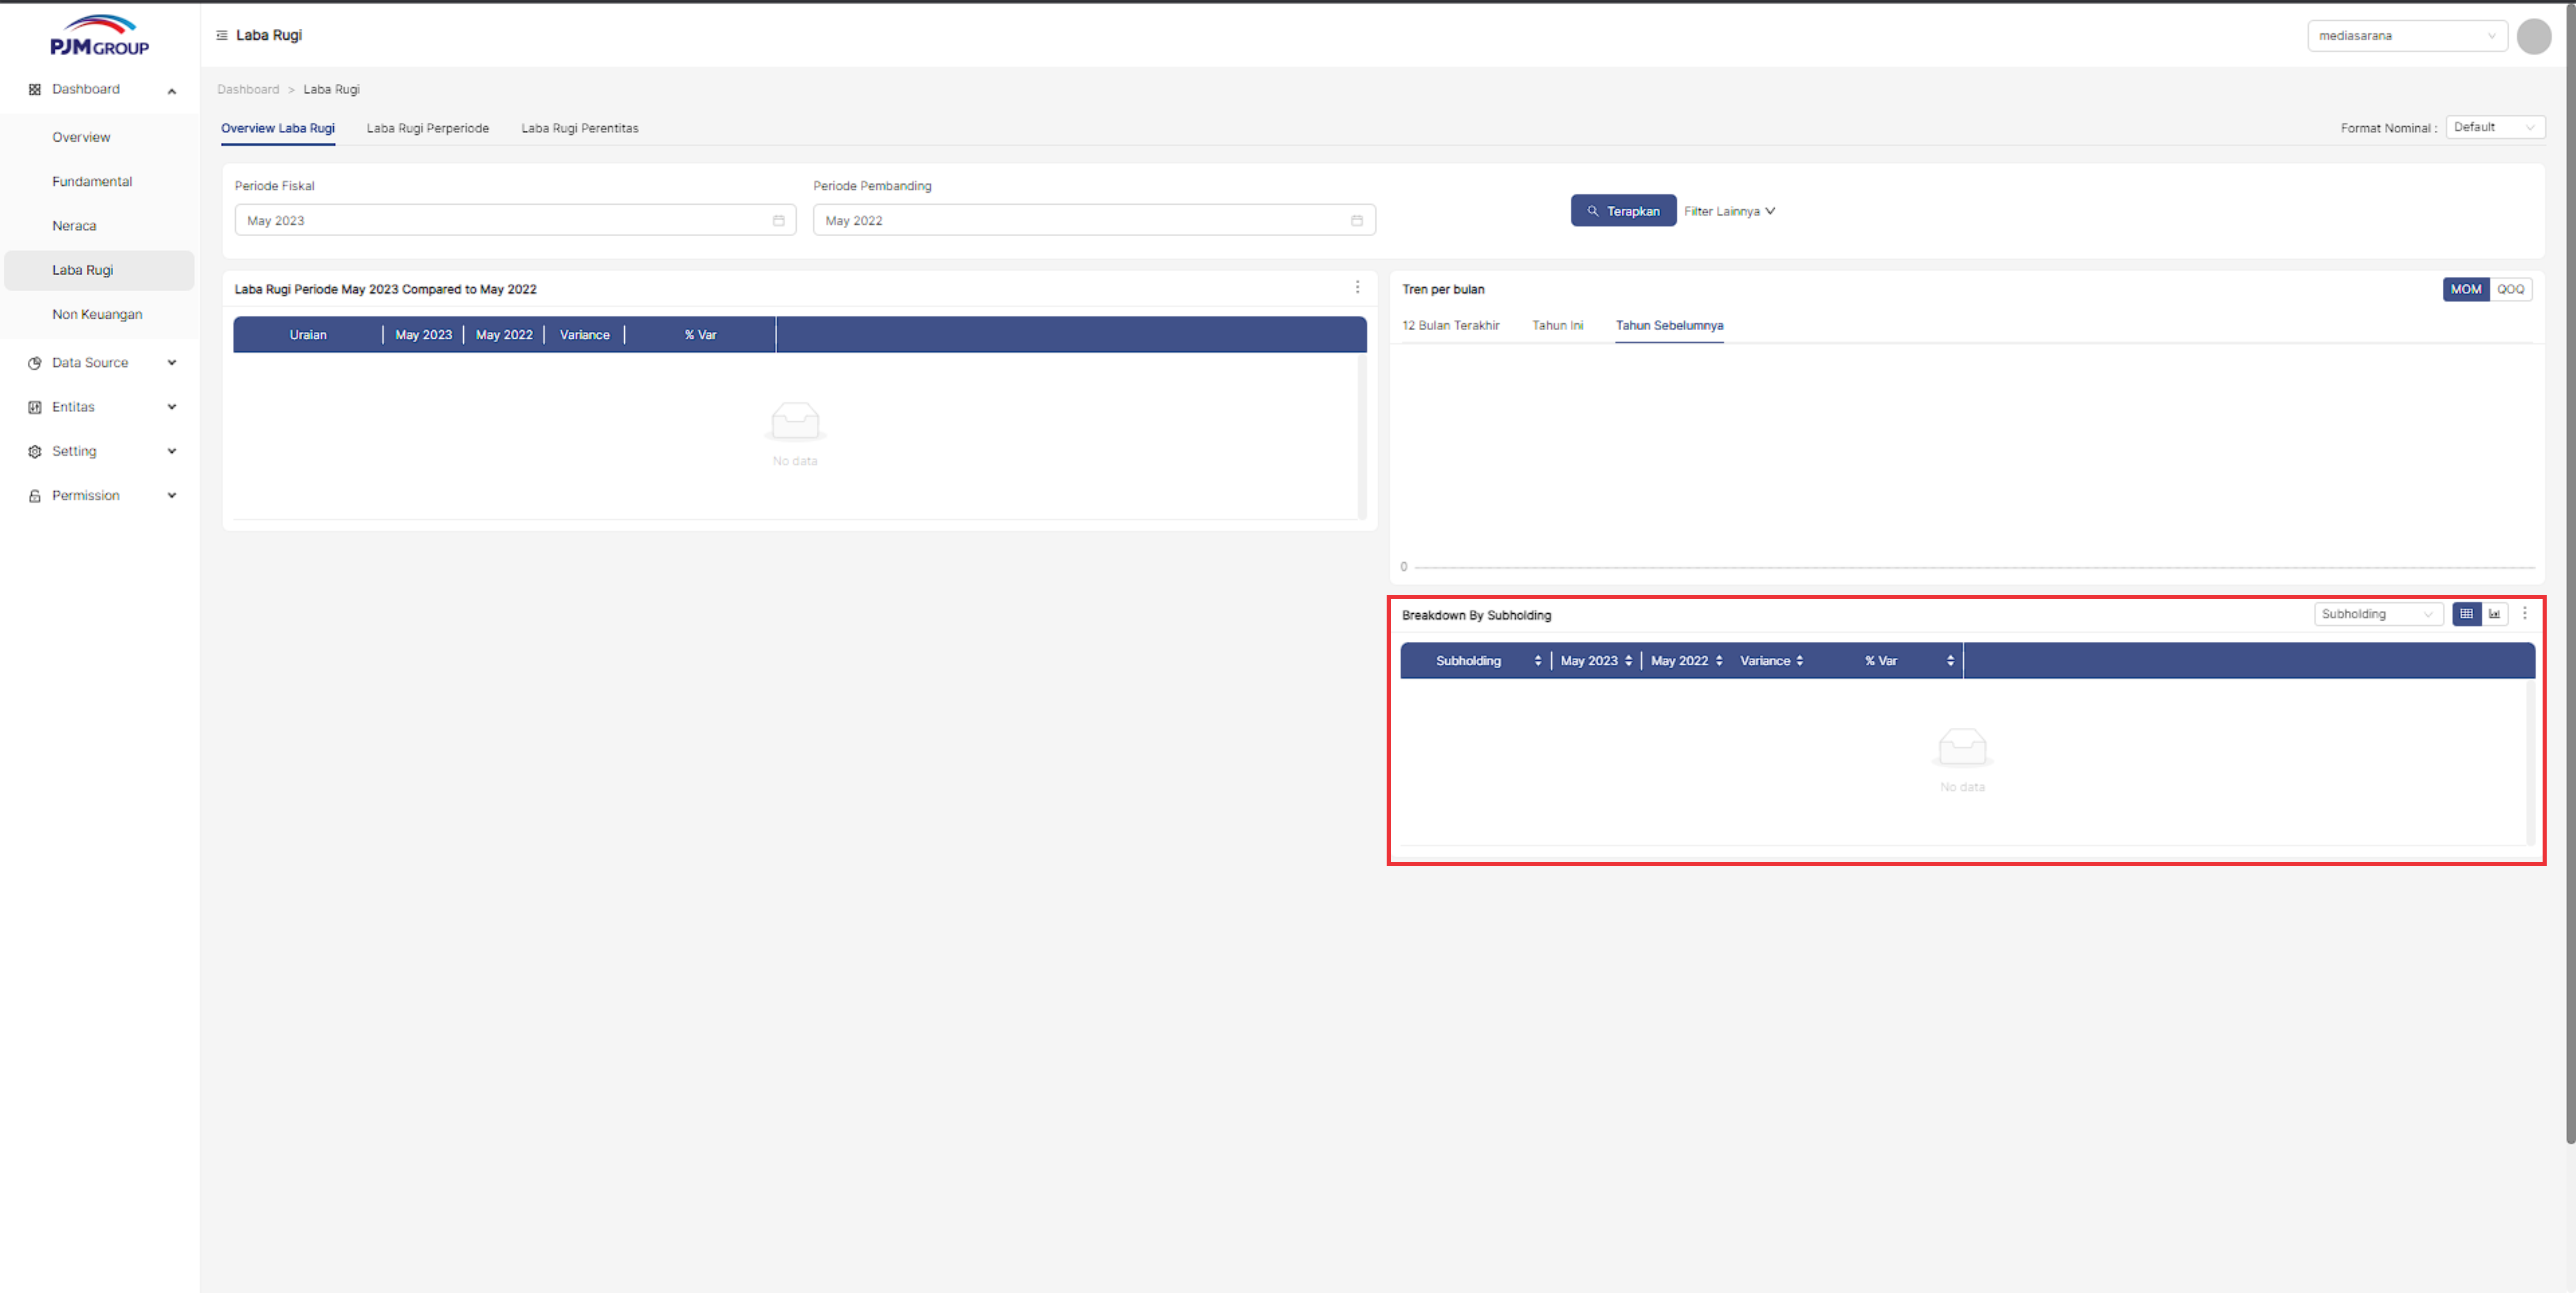 PJM GROUP
Laba Rugi
mediasarana
Dashboard
Overview
Fundamental
Neraca
Laba Rugi
Non Keuangan
Data Source
Entitas
Setting
Permission
Dashboard > Laba Rugi
Overview Laba Rugi Laba Rugi Perperiode Laba Rugi Perentitas
Format Nominal : Default
Periode Fiskal Periode Pembanding
May 2023 May 2022
Terapkan Filter Lainnya
Laba Rugi Periode May 2023 Compared to May 2022
Uraian May 2023 May 2022 Variance % Var
No data
Tren per bulan MOM QOQ
12 Bulan Terakhir Tahun Ini Tahun Sebelumnya
0
Breakdown By Subholding Subholding
Subholding May 2023 May 2022 Variance % Var
No data